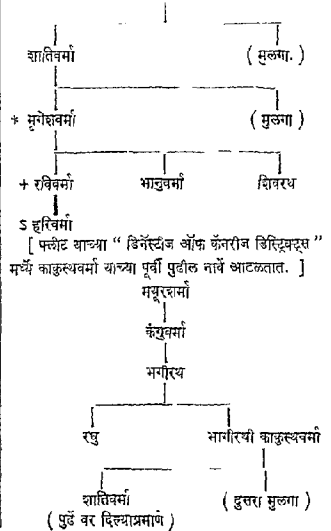 शातिवर्मा ( मुलगा. )
* मृगेशवर्मा ( मुलगा )
+ रविवर्मा भानुवर्मा शिवरथ
S हरिवर्मा
[ फ्लीट याच्या “ डिनॅस्टीज ऑफ कॅनरीज डिस्ट्रिक्ट्स ”
मध्यें काकुस्थवर्मा याच्या पूर्वी पुढील नावें आटळतात. ]
मयूरशर्मा
कंगुवर्मा
भगीरथ
रघु भागीरथी काकुस्थवर्मा
शातिवर्मा ( दुसरा मुलगा )
( पुढें वर दिल्याप्रमाणे )